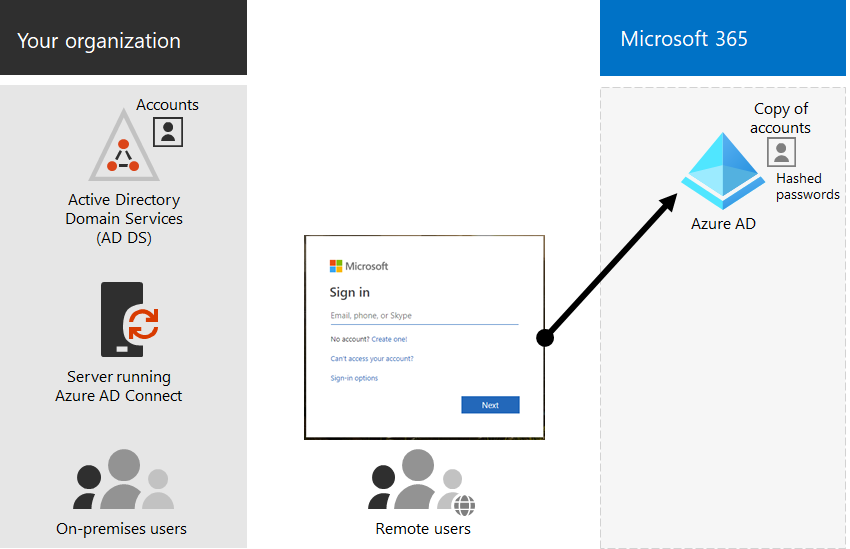 Your organization
Microsoft 365
Accounts
Active Directory
Domain Services
(AD DS)
Server running
Azure AD Connect
On-premises users
Microsoft
Sign in
Email, phone, or Skype
No account? Create one!
Can't access your account?
Sign-in options
Next
Remote users
Copy of
accounts
Hashed
passwords
Azure AD